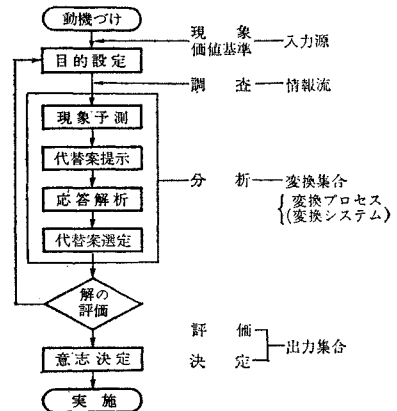 動機づけ
現象
価値基準
入力源
目的設定
調査
情報流
現象予測
代替案提示
応答解析
代替案選定
分析
変換集合
変換プロセス
(変換システム)
解の
評価
評価
決定
出力集合
意志決定
実施